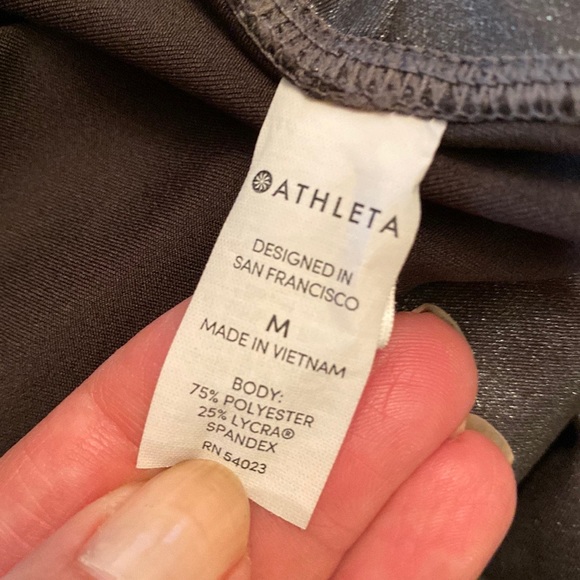 ATHLETA
DESIGNED IN
SAN FRANCISCO
M
MADE IN VIETNAM
BODY:
75% POLYESTER
25% LYCRA®
SPANDEX
RN 54023